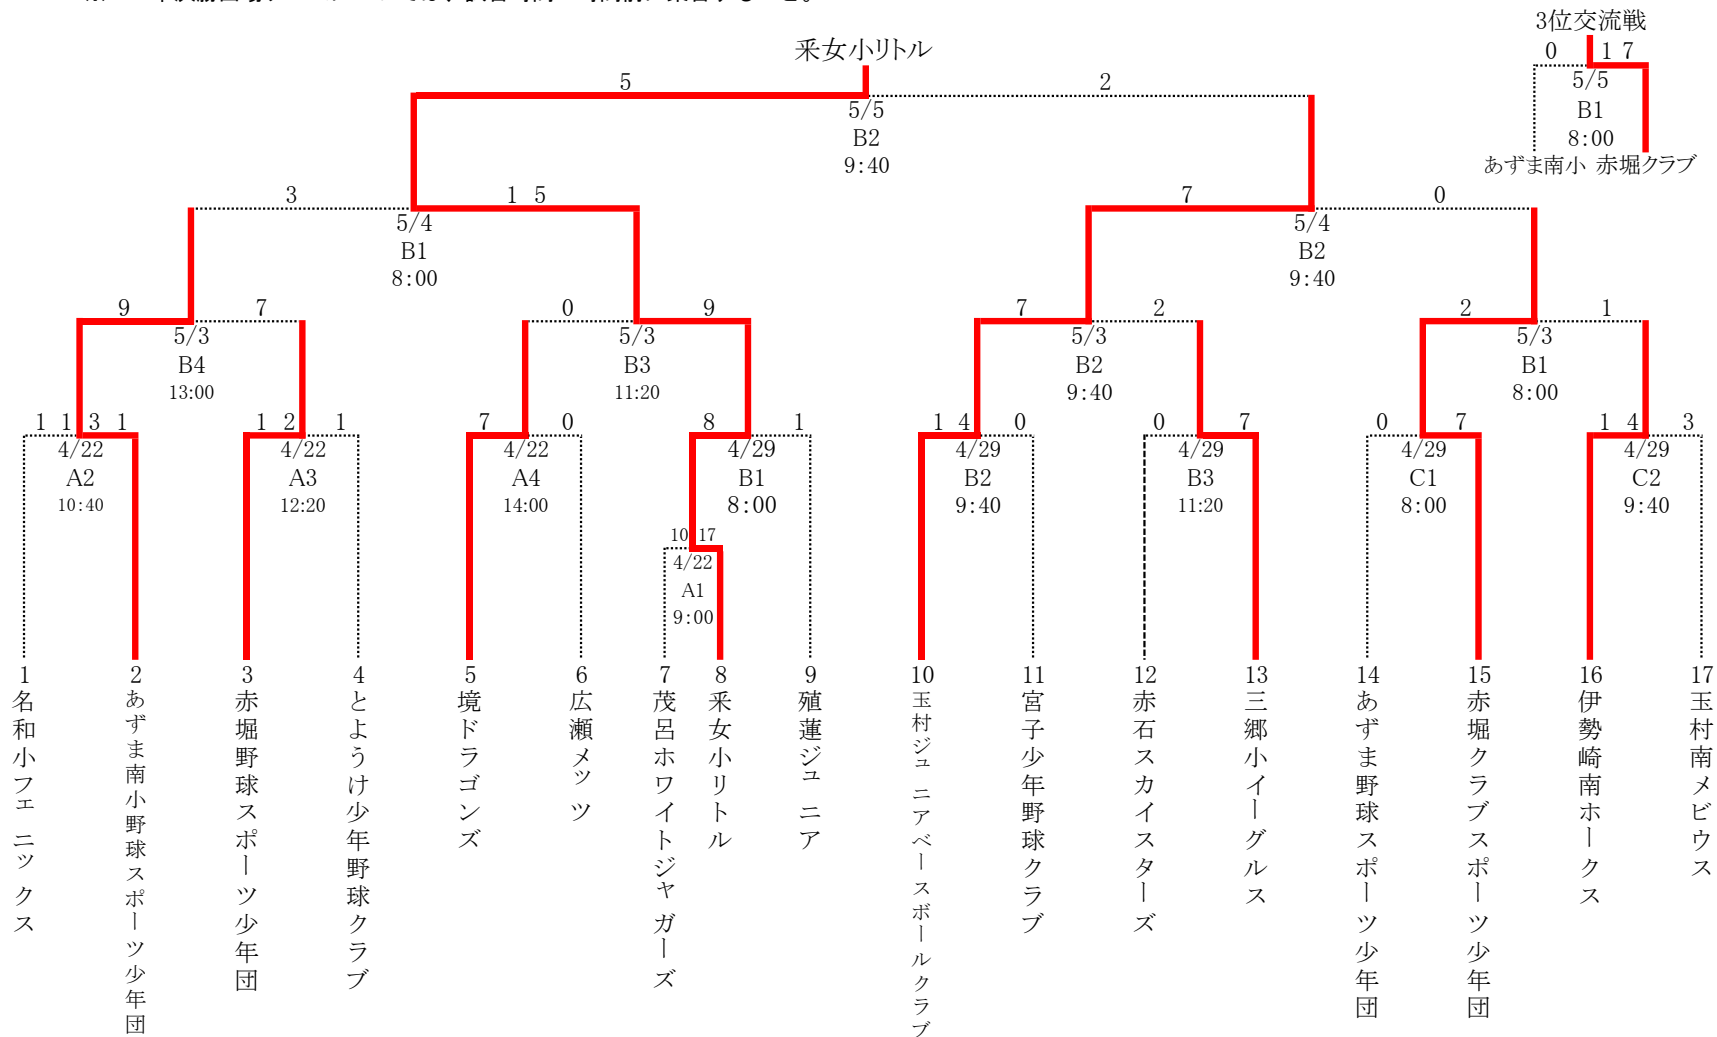 3位交流戦
0 1 7
5/5
B1
8:00
あずま南小 赤堀クラブ
采女小リトル
5 2
5/5
B2
9:40
3 1 5
5/4
B1
8:00
7 0
5/4
B2
9:40
9 7
5/3
B4
13:00
0 9
5/3
B3
11:20
7 2
5/3
B2
9:40
2 1
5/3
B1
8:00
1 1 3 1
4/22
A2
10:40
1 2 1
4/22
A3
12:20
7 0
4/22
A4
14:00
8 1
4/29
B1
8:00
1 4 0
4/29
B2
9:40
0 7
4/29
B3
11:20
0 7
4/29
C1
8:00
1 4 3
4/29
C2
9:40
10 17
4/22
A1
9:00
1
名和小フェニックス
2
あずま南小野球スポーツ少年団
3
赤堀野球スポーツ少年団
4
とようけ少年野球クラブ
5
境ドラゴンズ
6
広瀬メッツ
7
茂呂ホワイトジャガーズ
8
采女小リトル
9
殖蓮ジュニア
10
玉村ジュニアベースボールクラブ
11
宮子少年野球クラブ
12
赤石スカイスターズ
13
三郷小イーグルス
14
あずま野球スポーツ少年団
15
赤堀クラブスポーツ少年団
16
伊勢崎南ホークス
17
玉村南メビウス